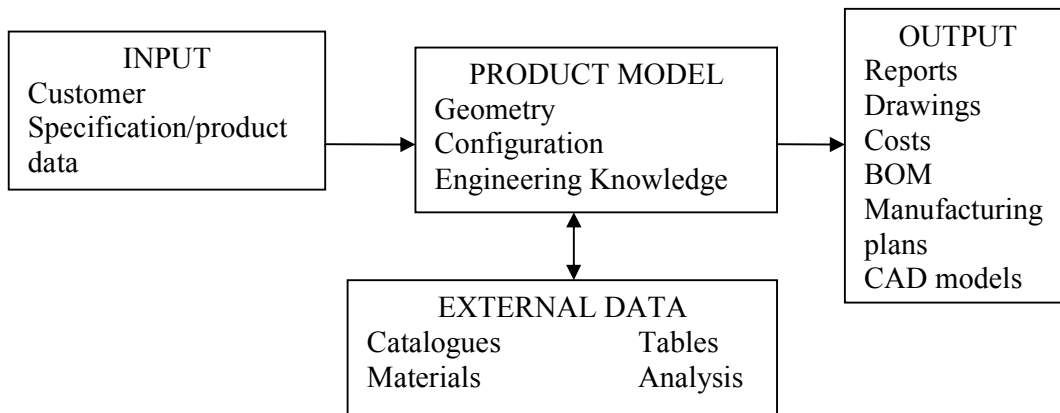 INPUT
Customer
Specification/product
data
PRODUCT MODEL
Geometry
Configuration
Engineering Knowledge
OUTPUT
Reports
Drawings
Costs
BOM
Manufacturing
plans
CAD models
EXTERNAL DATA
Catalogues Tables
Materials Analysis